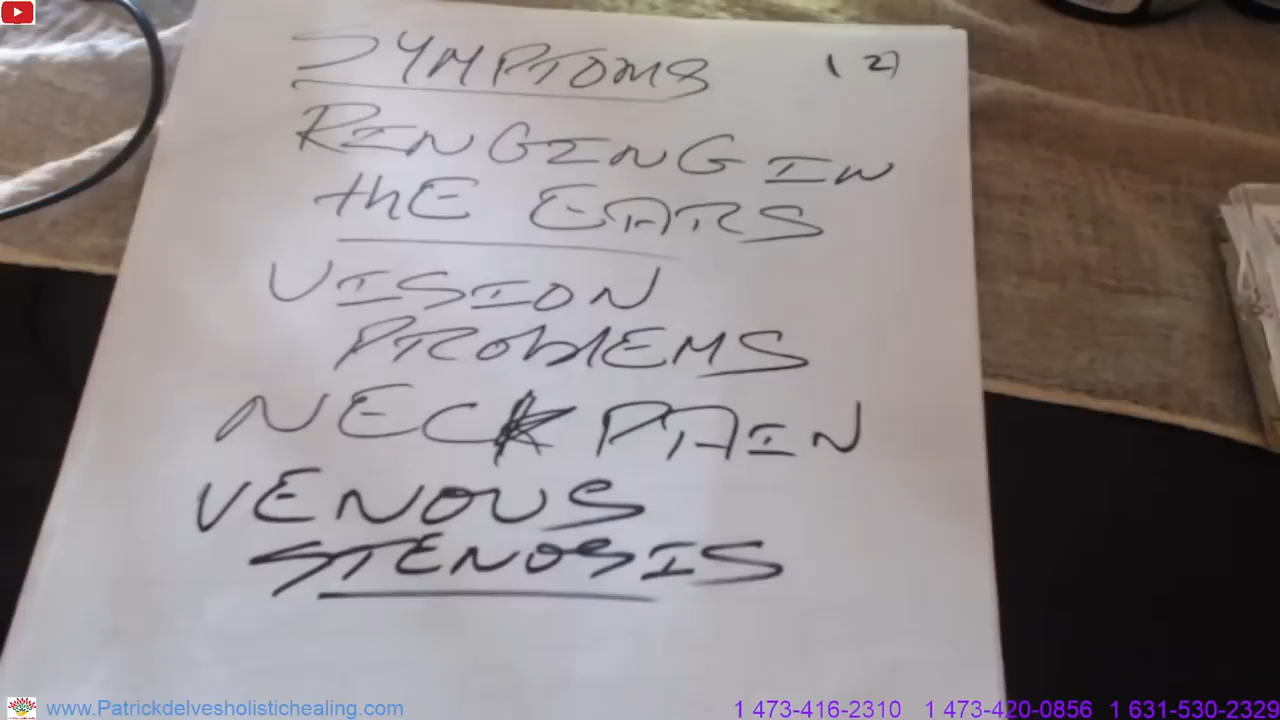 SYMPTOMS (2)
RINGING IN
thE EARS
VISION
PROblEMS
NECK PAIN
VENOUS
STENOSIS
www.Patrickdelvesholistichealing.com 1 473-416-2310 1 473-420-0856 1 631-530-2329